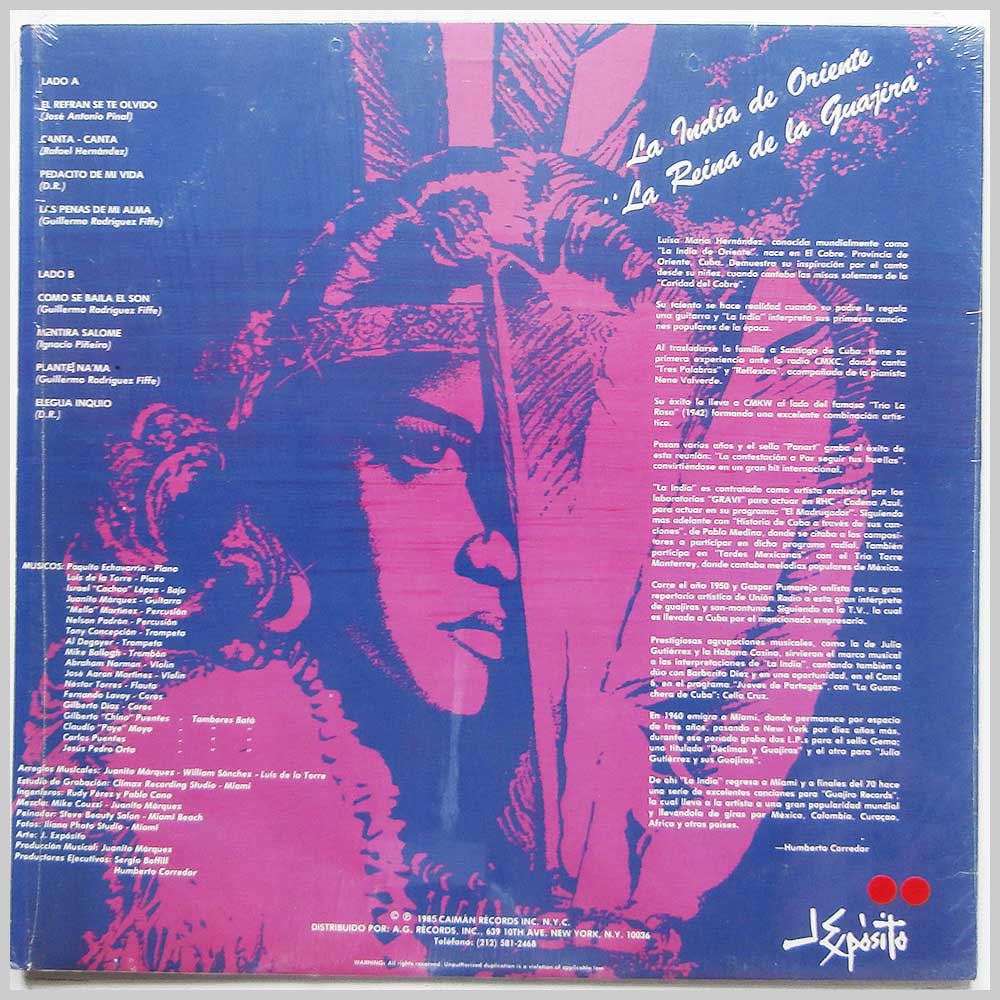 LADO A
EL REFRAN SE TE OLVIDO
(José Antonio Pinal)
CANTA - CANTA
(Rafael Hernández)
PEDACITO DE MI VIDA
(D.R.)
LAS PENAS DE MI ALMA
(Guillermo Rodríguez Fiffe)
LADO B
COMO SE BAILA EL SON
(Guillermo Rodríguez Fiffe)
MENTIRA SALOME
(Ignacio Piñeiro)
PLANTE NA'MA
(Guillermo Rodríguez Fiffe)
ELEGUA INQUIO
(D.R.)
La India de Oriente
"La Reina de la Guajira"
Luisa María Hernández, conocida mundialmente como
"La India de Oriente", nace en El Cobre, Provincia de
Oriente, Cuba. Demuestra su inspiración por el canto
desde su niñez, cuando cantaba las misas solemnes de la
"Caridad del Cobre".
Su talento se hace realidad cuando su padre le regala
una guitarra y "La India" interpreta sus primeras cancio-
nes populares de la época.
Al trasladarse la familia a Santiago de Cuba, tiene su
primera experiencia ante la radio CMKC, donde canta
"Tres Palabras" y "Reflexion", acompañada de la pianista
Nene Valverde.
Su éxito la lleva a CMKW al lado del famoso "Trio La
Rosa" (1942) formando una excelente combinación artís-
tica.
Pasan varios años y el sello "Panart" graba el éxito de
esta reunión: "La contestación a Por seguir tus huellas",
convirtiéndose en un gran hit internacional.
"La India" es contratada como artista exclusiva por los
laboratorios "GRAVI" para actuar en RHC - Cadena Azul,
para actuar en su programa: "El Madrugador". Siguiendo
mas adelante con "Historia de Cuba a través de sus can-
ciones", de Pablo Medina, donde se citaba a los composi-
tores a participar en dicho programa radial. También
participa en "Tardes Mexicanas", con el Trio Torre
Monterrey, donde cantaba melodías populares de México.
Corre el año 1950 y Gaspar Pumarejo enlista en su gran
repertorio artístico de Unión Radio a esta gran intérprete
de guajiras y son-montunos. Siguiendo en la T.V., la cual
es llevada a Cuba por el mencionado empresario.
Prestigiosas agrupaciones musicales, como la de Julio
Gutiérrez y la Habana Casino, sirvieron el marco musical
a las interpretaciones de "La India", cantando también a
dúo con Barbarito Diez y en una oportunidad, en el Canal
6, en el programa "Jueves de Partagás", con "La Guara-
chera de Cuba": Celia Cruz.
En 1960 emigra a Miami, donde permanece por espacio
de tres años, pasando a New York por diez años más,
durante ese periodo graba dos L.P.s para el sello Gema;
uno titulado "Décimas y Guajiras" y el otro para "Julio
Gutiérrez y sus Guajiros".
De ahí "La India" regresa a Miami y a finales del 70 hace
una serie de excelentes canciones para "Guajiro Records",
la cual lleva a la artista a una gran popularidad mundial
y llevándola de giras por México, Colombia, Curaçao,
Africa y otros paises.
—Humberto Corredor
MUSICOS: Paquito Echavarria - Piano
Luis de la Torre - Piano
Israel "Cachao" López - Bajo
Juanito Márquez - Guitarra
"Mello" Martínez - Percusión
Nelson Padrón - Percusión
Tony Concepción - Trompeta
Al Degoyer - Trompeta
Mike Ballogh - Trombón
Abraham Norman - Violin
José Aaron Martínez - Violin
Néstor Torres - Flauta
Fernando Lavoy - Coros
Gilberto Diaz - Coros
Gilberto "Chino" Puentes - Tambores Batá
Claudio "Paye" Moya
Carlos Puentes
Jesús Pedro Orta
Arreglos Musicales: Juanito Márques - William Sánchez - Luis de la Torre
Estudio de Grabación: Climax Recording Studio - Miami
Ingenieros: Rudy Pérez y Pablo Cano
Mezcla: Mike Couzzi - Juanito Márquez
Peinador: Steve Beauty Salon - Miami Beach
Fotos: Iliana Photo Studio - Miami
Arte: J. Expósito
Producción Musical: Juanito Márquez
Productores Ejecutivos: Sergio Boffill
Humberto Corredor
© ℗ 1985 CAIMAN RECORDS INC. N.Y.C.
DISTRIBUIDO POR: A.G. RECORDS, INC., 639 10TH AVE. NEW YORK, N.Y. 10036
Teléfono: (212) 581-2468
WARNING: All rights reserved. Unauthorized duplication is a violation of applicable laws
J Expósito